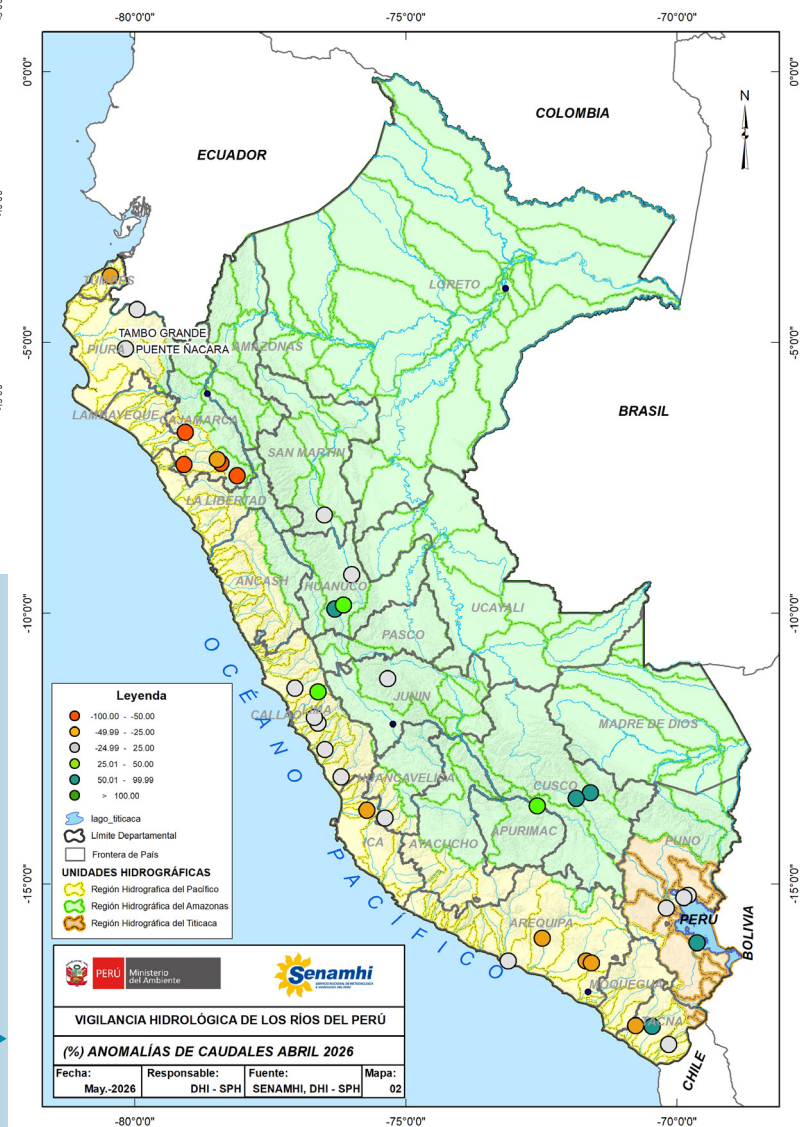 -80°0'0"
-75°0'0"
-70°0'0"
0°0'0"
0°0'0"
N
COLOMBIA
ECUADOR
LORETO
TUMBES
-5°0'0"
-5°0'0"
TAMBO GRANDE
PIURA
PUENTE ÑACARA
AMAZONAS
BRASIL
LAMBAYEQUE
CAJAMARCA
SAN MARTIN
LA LIBERTAD
ANCASH
HUANUCO
UCAYALI
-10°0'0"
-10°0'0"
PASCO
JUNIN
CALLAO
LIMA
MADRE DE DIOS
HUANCAVELICA
CUSCO
APURIMAC
ICA
AYACUCHO
PUNO
-15°0'0"
-15°0'0"
AREQUIPA
PERÚ
BOLIVIA
MOQUEGUA
TACNA
CHILE
OCÉANO
PACÍFICO
Leyenda
-100.00 - -50.00
-49.99 - -25.00
-24.99 - 25.00
25.01 - 50.00
50.01 - 99.99
> 100.00
lago_titicaca
Límite Departamental
Frontera de País
UNIDADES HIDROGRÁFICAS
Región Hidrografica del Pacífico
Región Hidrografica del Amazonas
Región Hidrografica del Titicaca
PERÚ
Ministerio
del Ambiente
Senamhi
VIGILANCIA HIDROLÓGICA DE LOS RÍOS DEL PERÚ
(%) ANOMALÍAS DE CAUDALES ABRIL 2026
Fecha: Responsable: Fuente: Mapa:
May.-2026 DHI - SPH SENAMHI, DHI - SPH 02
-80°0'0"
-75°0'0"
-70°0'0"